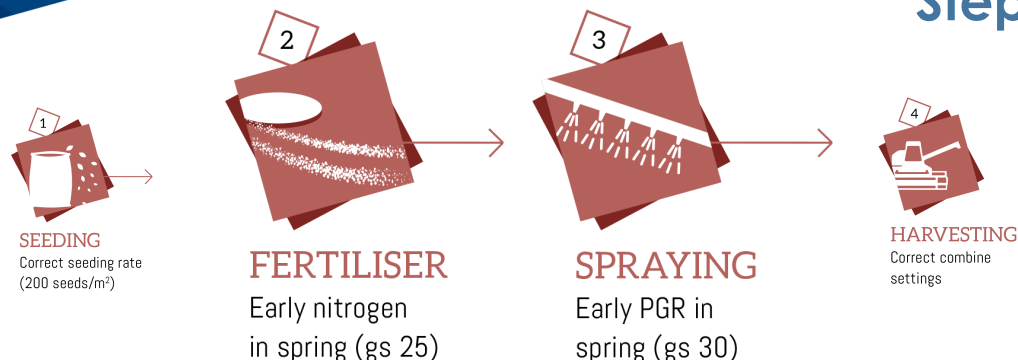 Step
1
SEEDING
Correct seeding rate
(200 seeds/m²)
2
FERTILISER
Early nitrogen
in spring (gs 25)
3
SPRAYING
Early PGR in
spring (gs 30)
4
HARVESTING
Correct combine
settings